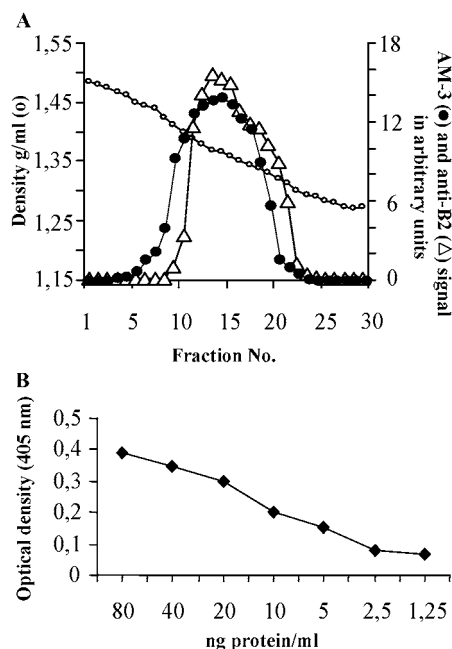 A
Density g/ml (o)
1,55
1,45
1,35
1,25
1,15
18
15
12
9
6
3
0
AM-3 (●) and anti-B2 (△) signal
in arbitrary units
1 5 10 15 20 25 30
Fraction No.
B
Optical density (405 nm)
0,5
0,4
0,3
0,2
0,1
0
80 40 20 10 5 2,5 1,25
ng protein/ml